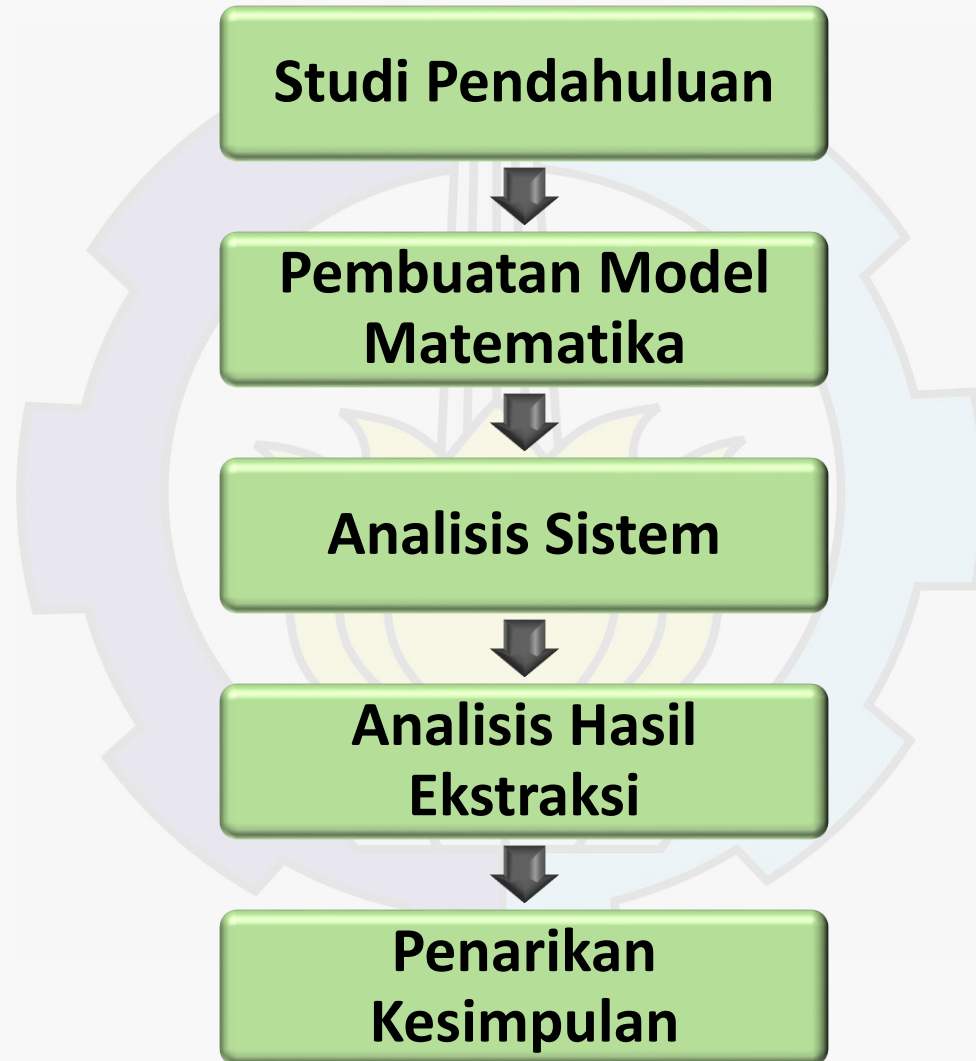 Studi Pendahuluan
Pembuatan Model
Matematika
Analisis Sistem
Analisis Hasil
Ekstraksi
Penarikan
Kesimpulan